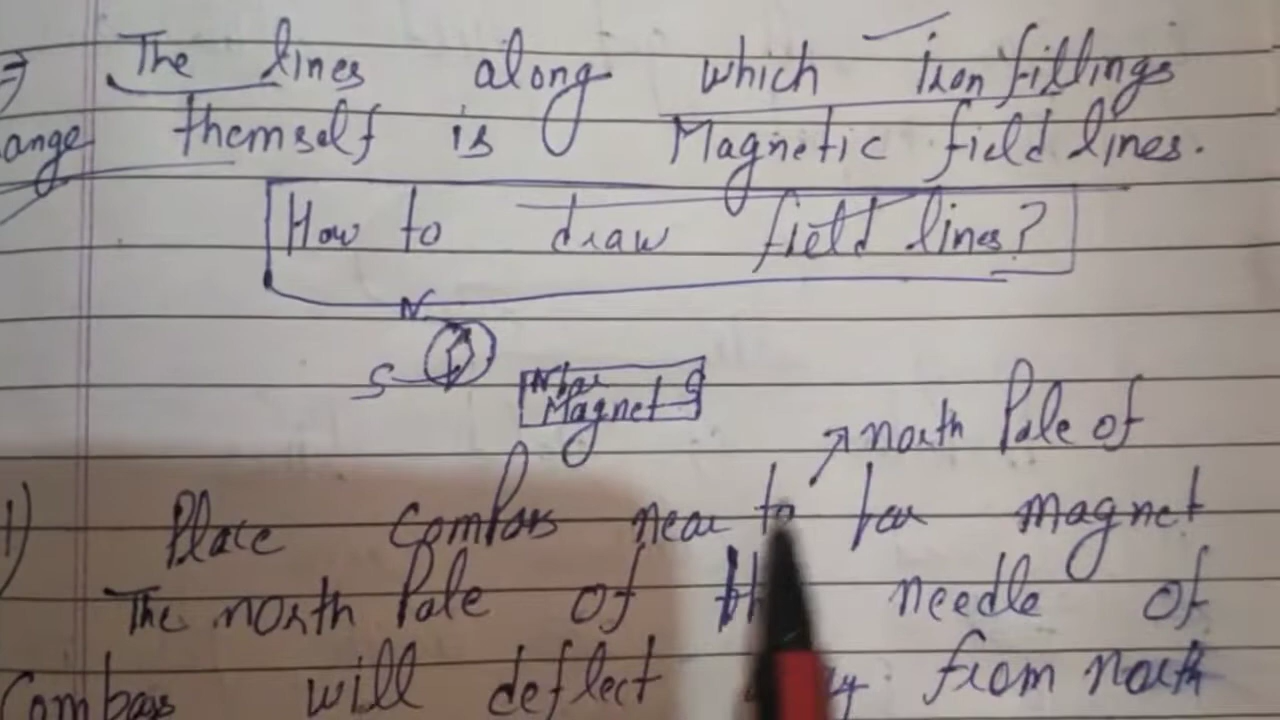 ⇒ The lines along which iron fillings
ange themself is Magnetic field lines.
How to draw field lines?
N
S
N bar S
Magnet
north Pole of
1) Place Compass near to bar magnet
The north Pole of the needle of
Compass will deflect from north